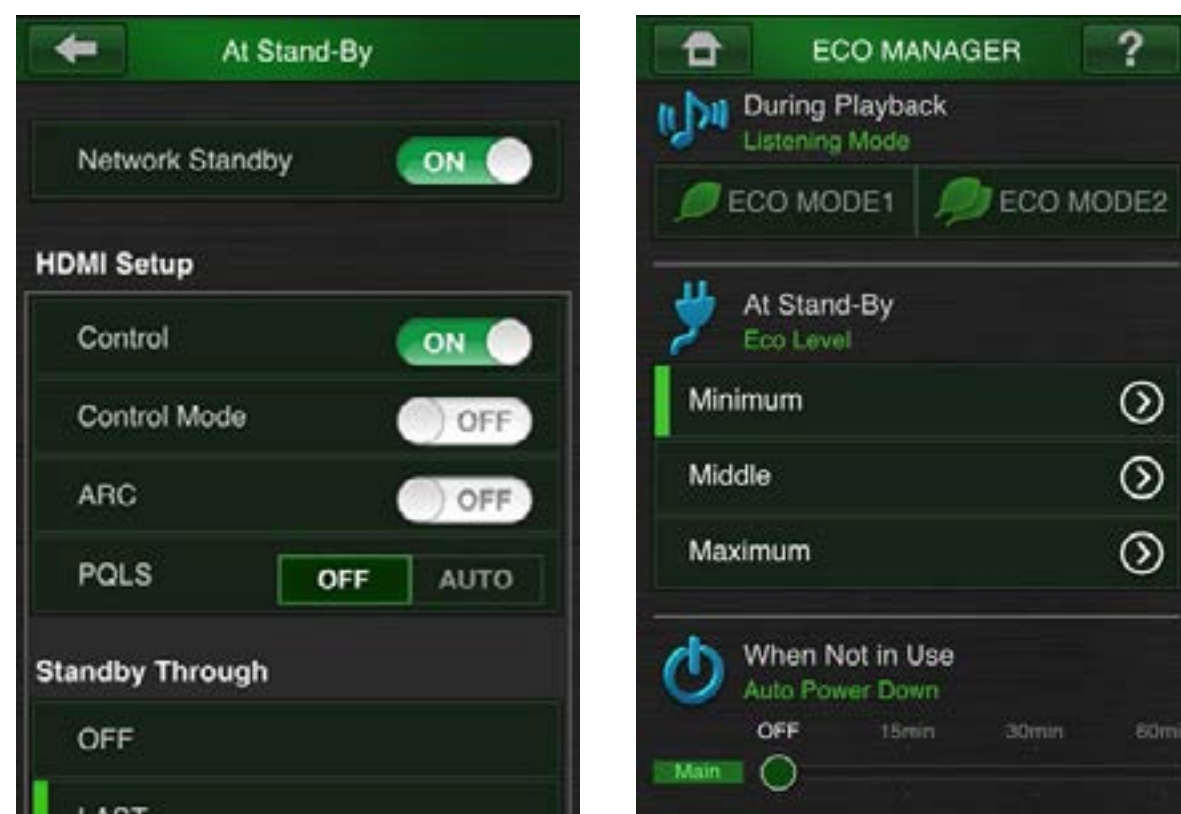 At Stand-By
Network Standby ON
HDMI Setup
Control ON
Control Mode OFF
ARC OFF
PQLS OFF AUTO
Standby Through
OFF
LAST
ECO MANAGER ?
During Playback
Listening Mode
ECO MODE1 ECO MODE2
At Stand-By
Eco Level
Minimum
Middle
Maximum
When Not in Use
Auto Power Down
OFF 15min 30min 60mi
Main